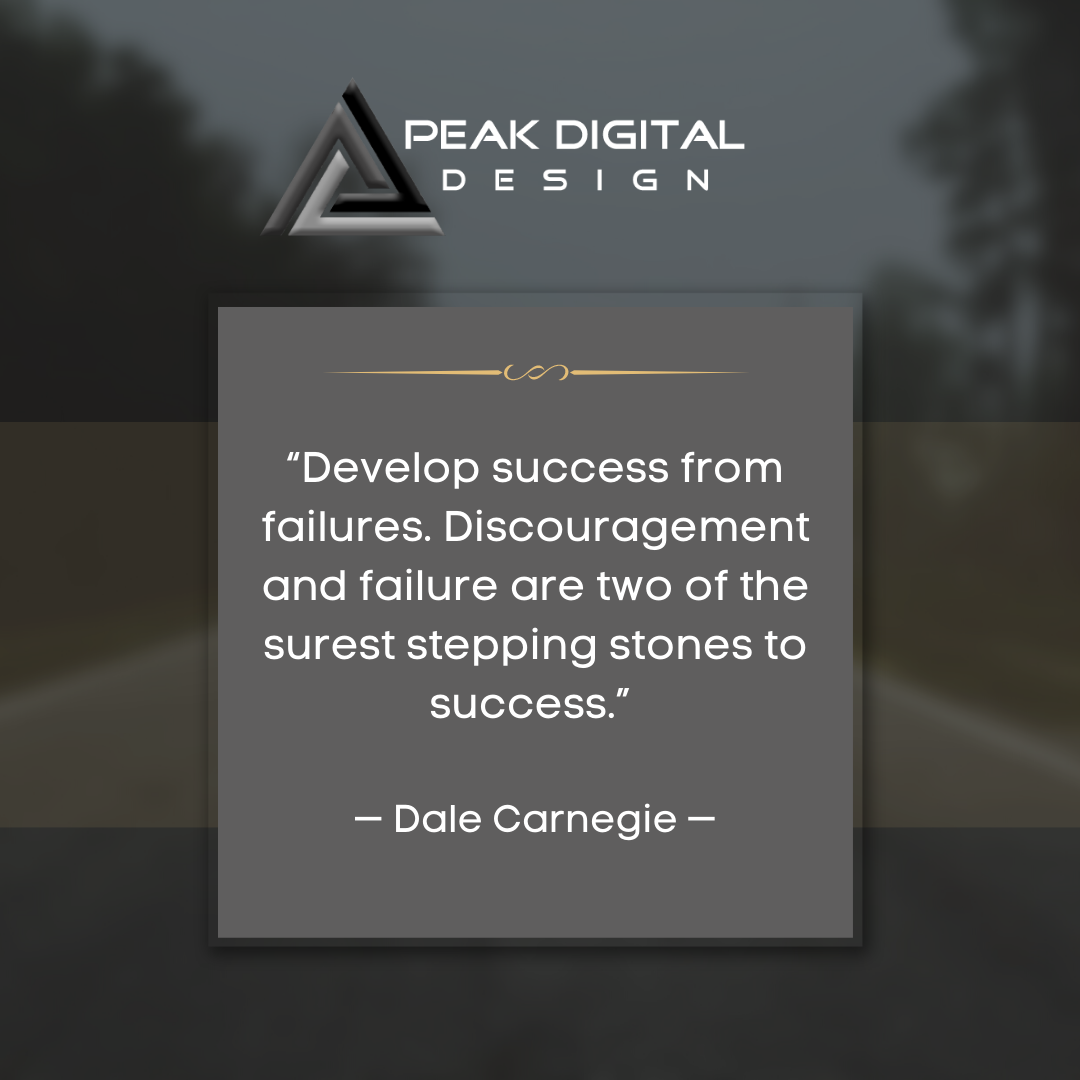 PEAK DIGITAL
DESIGN
“Develop success from
failures. Discouragement
and failure are two of the
surest stepping stones to
success.”
— Dale Carnegie —